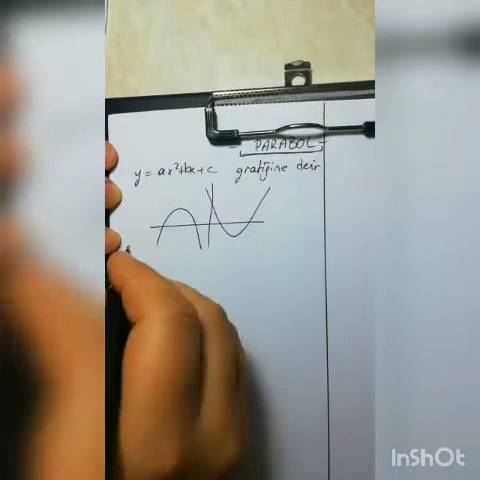 - PARABOL -
y = ax²+bx+c grafiğine denir
InShOt